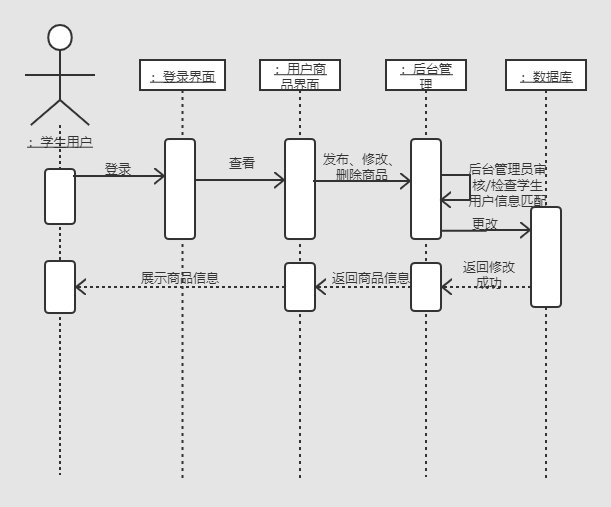 ：登录界面
：用户商
品界面
：后台管
理
：数据库
：学生用户
登录
查看
发布、修改、
删除商品
后台管理员审
核/检查学生
用户信息匹配
更改
展示商品信息
返回商品信息
返回修改
成功